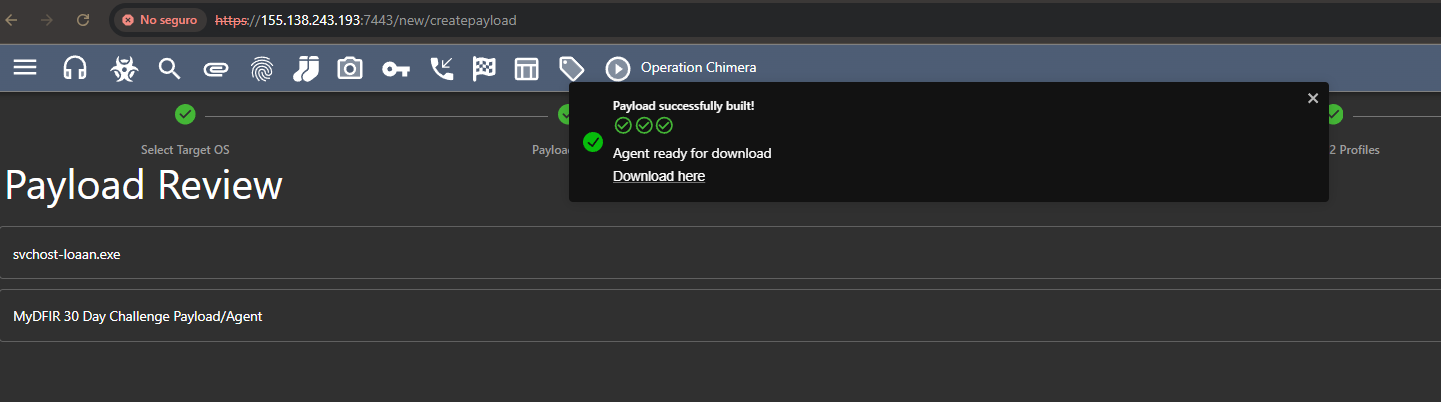 No seguro https://155.138.243.193:7443/new/createpayload
Operation Chimera
Payload successfully built!
Agent ready for download
Download here
Select Target OS
Payload
2 Profiles
Payload Review
svchost-loaan.exe
MyDFIR 30 Day Challenge Payload/Agent